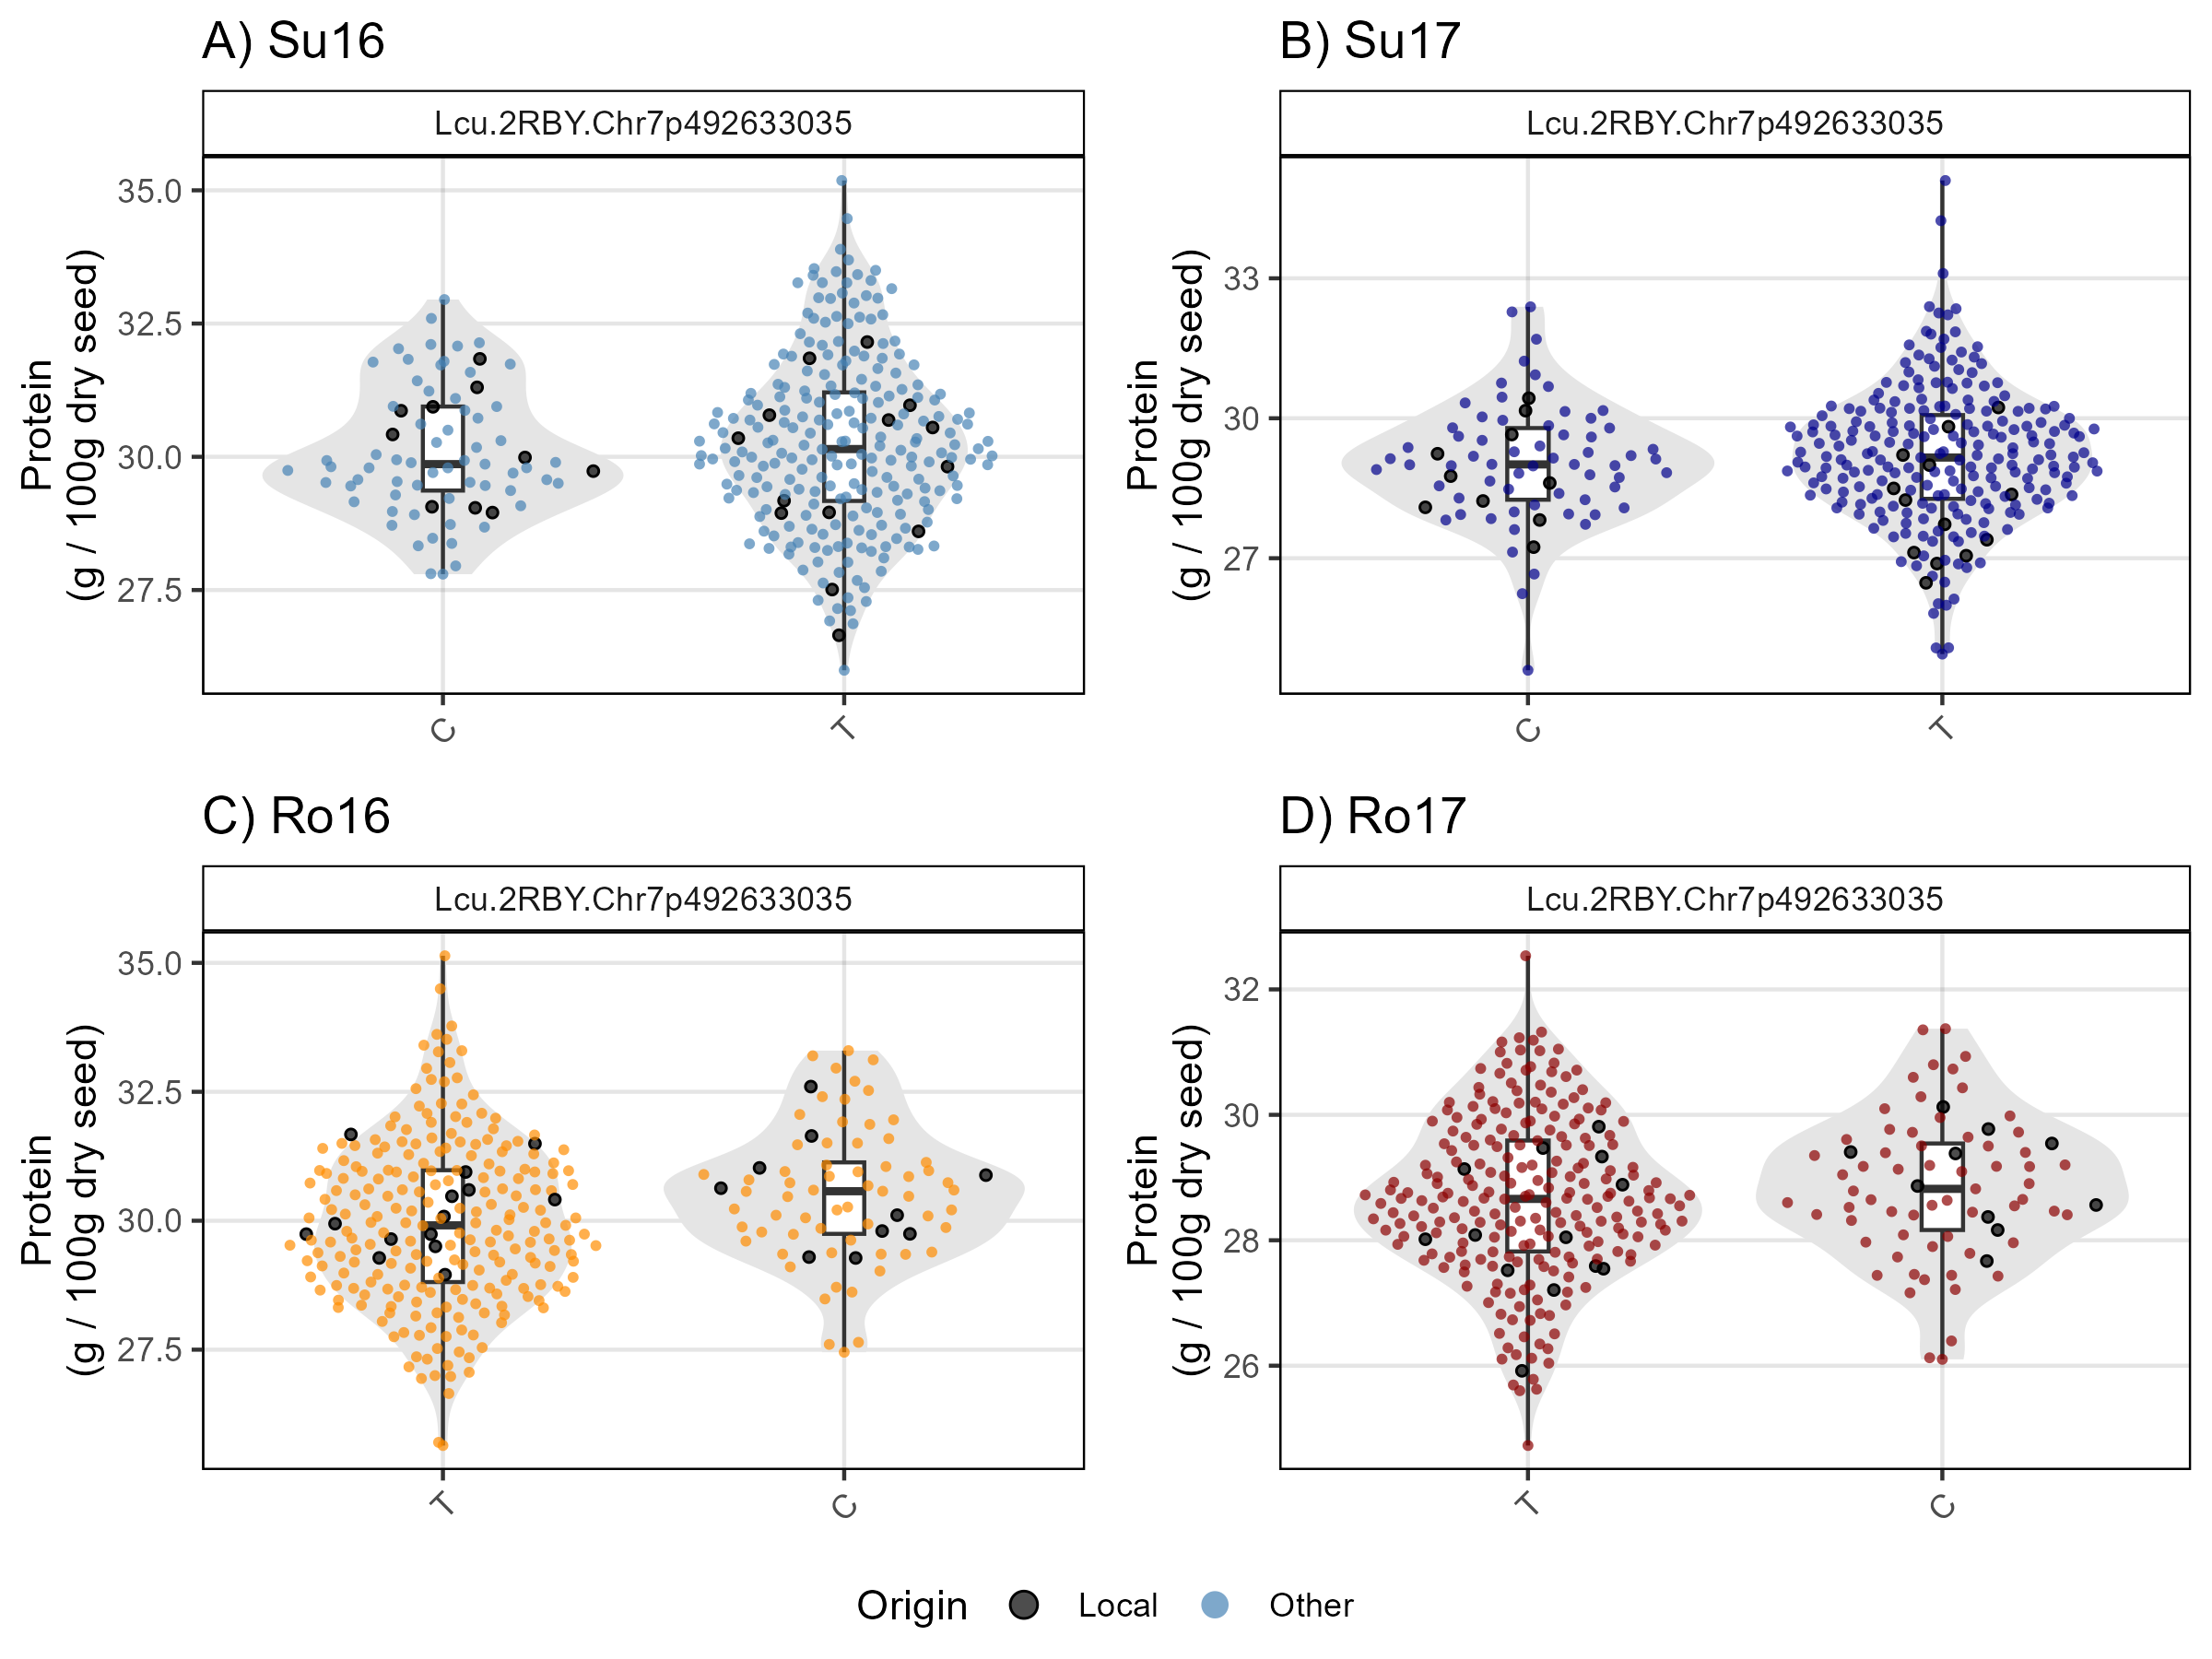 A) Su16
Lcu.2RBY.Chr7p492633035
Protein
(g / 100g dry seed)
35.0
32.5
30.0
27.5
C
T
B) Su17
Lcu.2RBY.Chr7p492633035
Protein
(g / 100g dry seed)
33
30
27
C
T
C) Ro16
Lcu.2RBY.Chr7p492633035
Protein
(g / 100g dry seed)
35.0
32.5
30.0
27.5
T
C
D) Ro17
Lcu.2RBY.Chr7p492633035
Protein
(g / 100g dry seed)
32
30
28
26
T
C
Origin Local Other